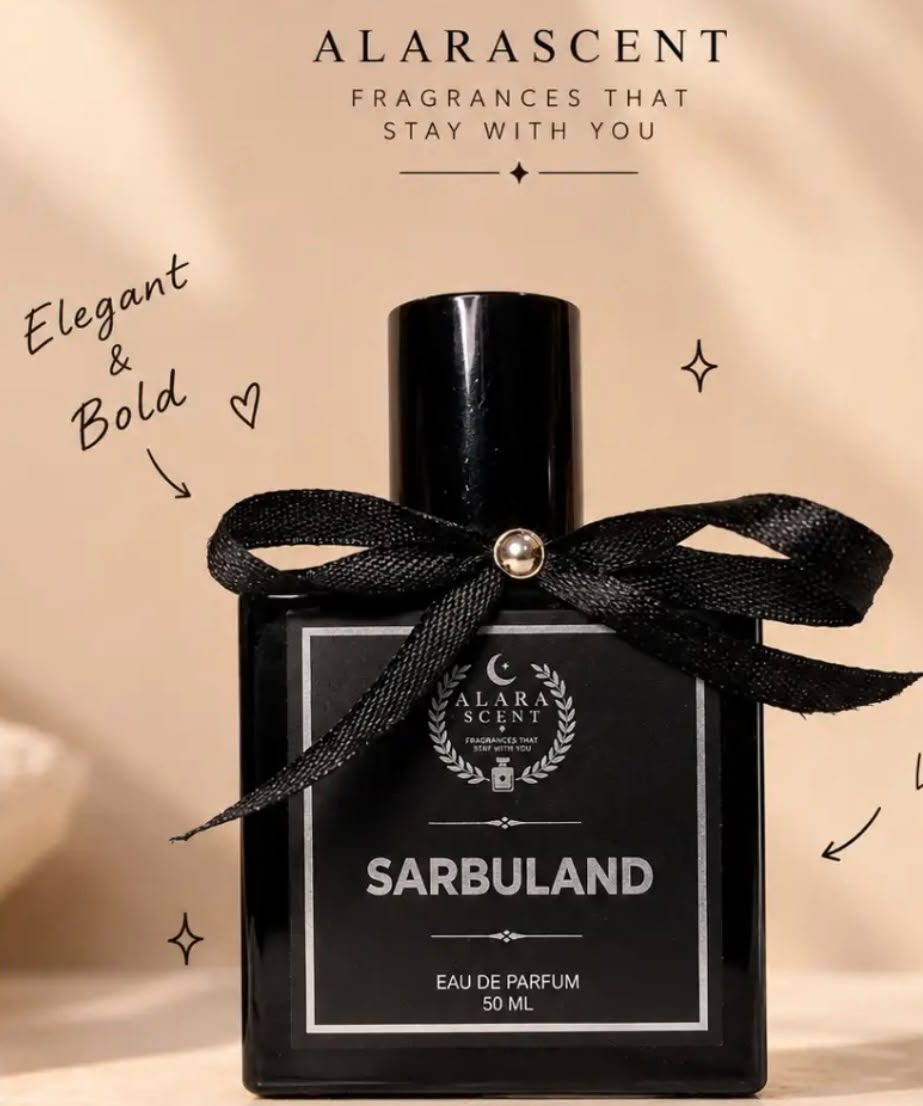 ALARASCENT
FRAGRANCES THAT
STAY WITH YOU
Elegant
&
Bold
ALARA
SCENT
FRAGRANCES THAT
STAY WITH YOU
SARBULAND
EAU DE PARFUM
50 ML